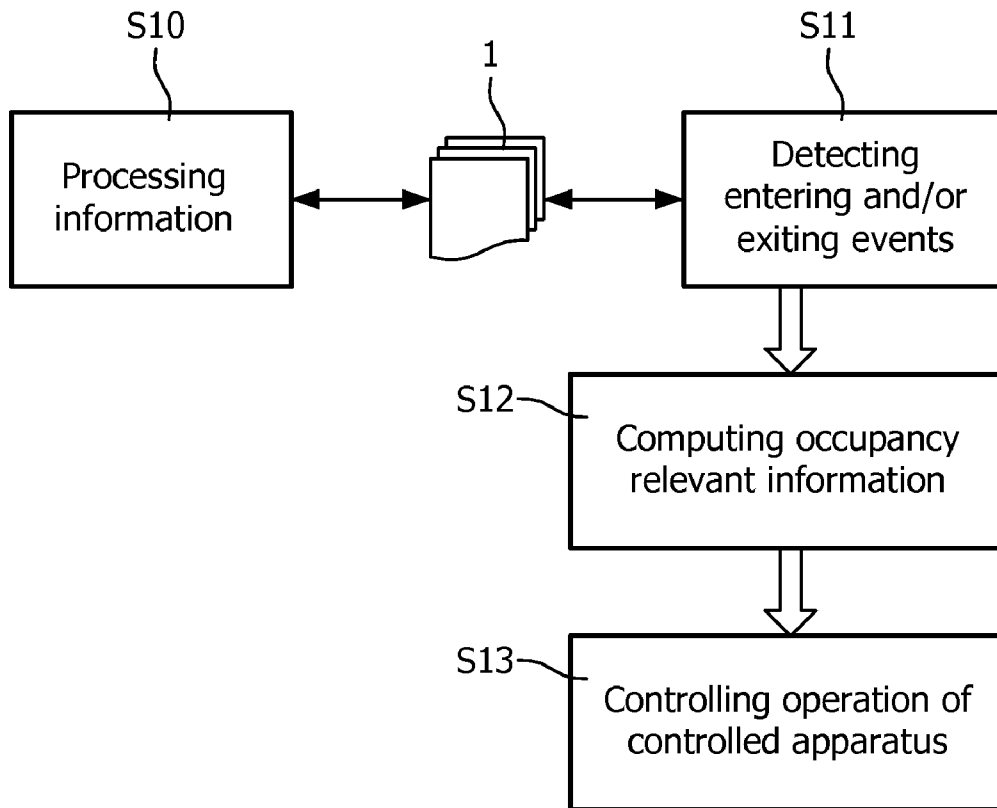 S10
1
S11
Processing
information
Detecting
entering and/or
exiting events
S12
Computing occupancy
relevant information
S13
Controlling operation of
controlled apparatus